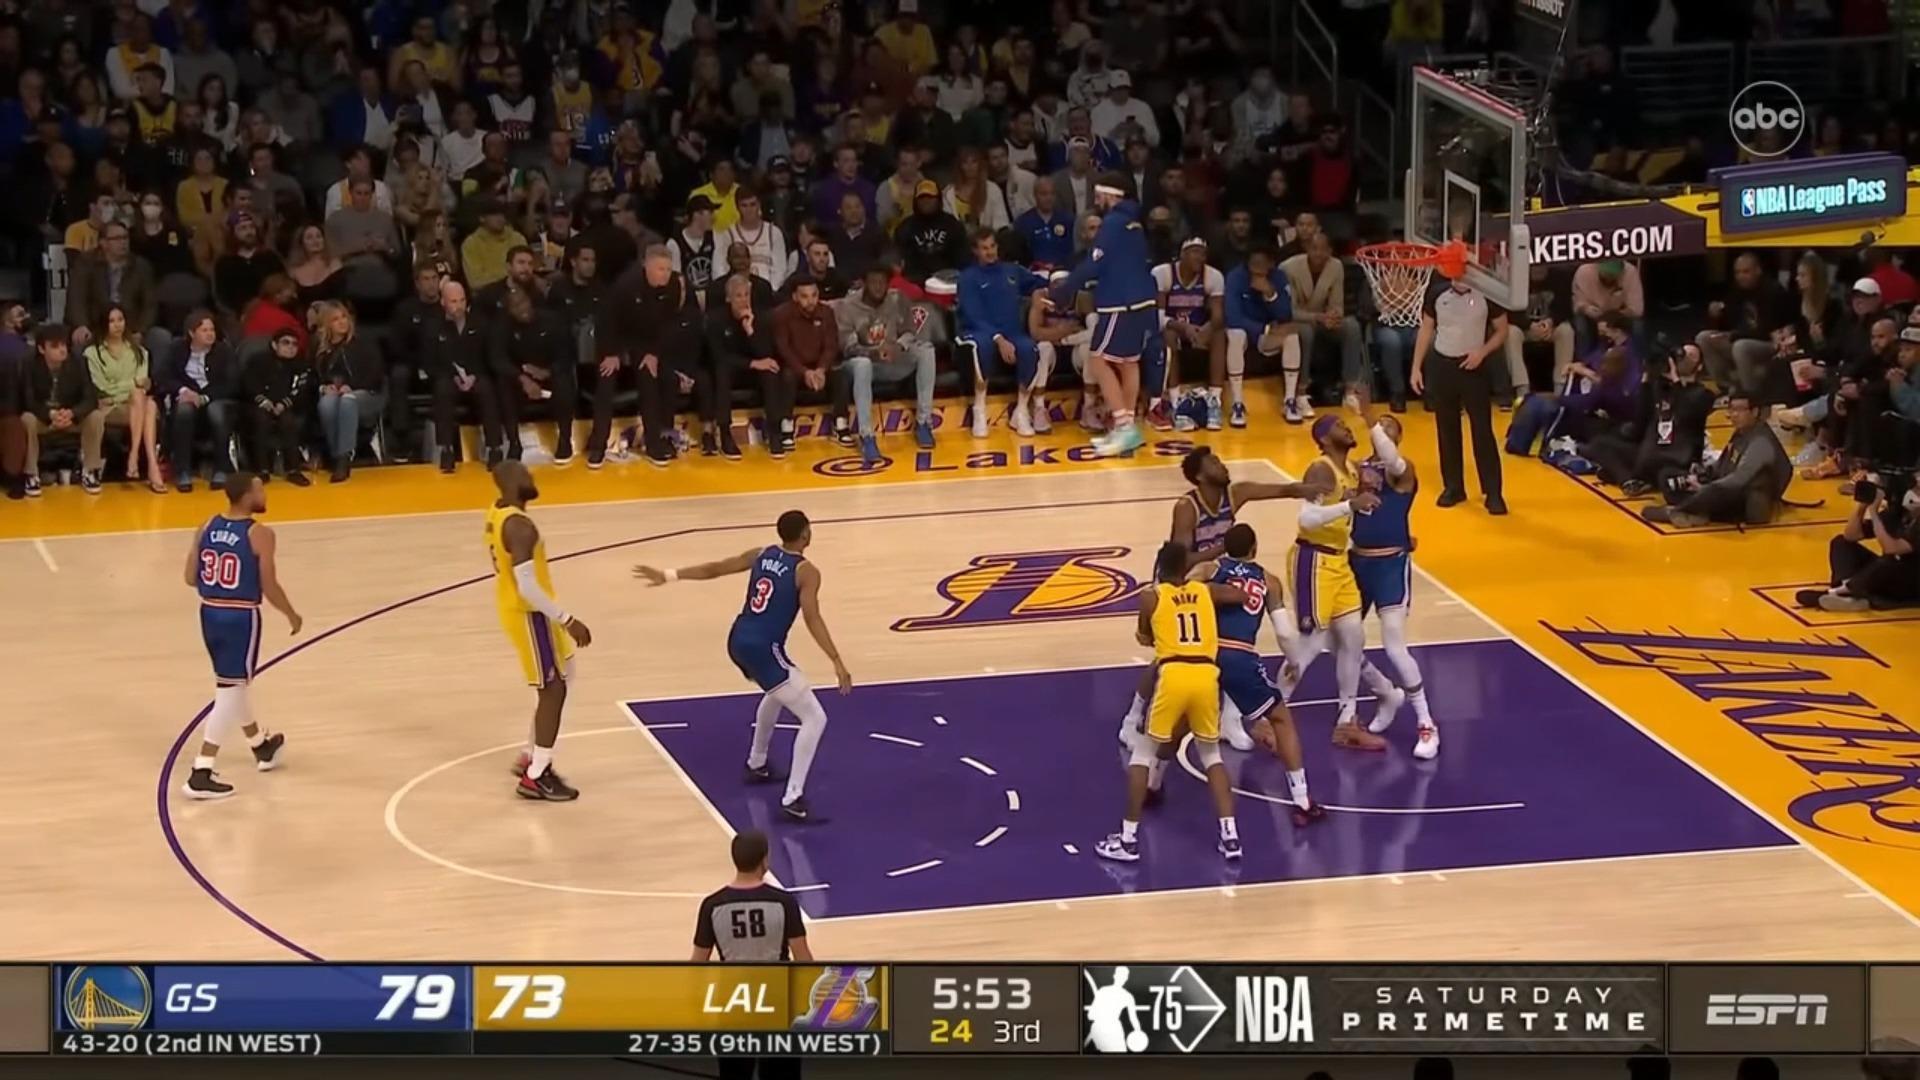 TISSOT
abc
NBA League Pass
AKERS.COM
LAKE
@Lakers
CURRY
30
POOLE
3
MONK
11
LAKERS
58
GS 79 73 LAL
43-20 (2nd IN WEST) 27-35 (9th IN WEST)
5:53
24 3rd
75
NBA
SATURDAY
PRIMETIME
ESPN